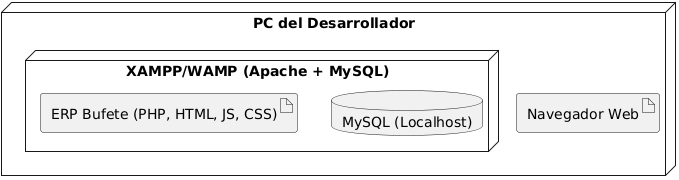 PC del Desarrollador
XAMPP/WAMP (Apache + MySQL)
ERP Bufete (PHP, HTML, JS, CSS)
MySQL (Localhost)
Navegador Web